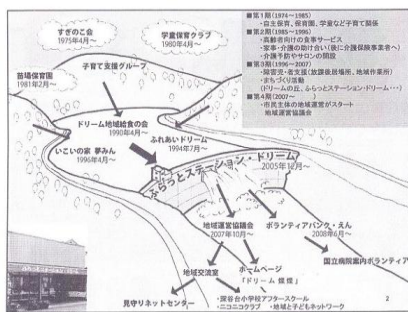 すぎのこ会
1975年4月〜
学童保育クラブ
1980年4月〜
苗場保育園
1981年2月〜
子育て支援グループ
■第1期(1974〜1985)
・自主保育、保育園、学童など子育て関係
■第2期(1985〜1996)
・高齢者向けの食事サービス
・家事・介護の助け合い(後に介護保険事業者へ)
・介護予防やサロンの開設
■第3期(1996〜2007)
・障害児・者支援(放課後居場所、地域作業所)
・まちづくり活動
(ドリームの丘、ふらっとステーション・ドリーム・・・)
■第4期(2007〜　　)
・市民主体の地域運営がスタート
地域運営協議会
ドリーム地域給食の会
1990年4月〜
ふれあいドリーム
1994年7月〜
いこいの家 夢みん
1996年4月〜
ふらっとステーション・ドリーム
2005年12月〜
地域運営協議会
2007年10月〜
ボランティアバンク・えん
2008年6月〜
国立病院案内ボランティア
地域交流室
ホームページ
「ドリーム
見守りネットセンター
・深谷台小学校アフタースクール
・ニコニコクラブ ・地域と子どもネットワーク
2